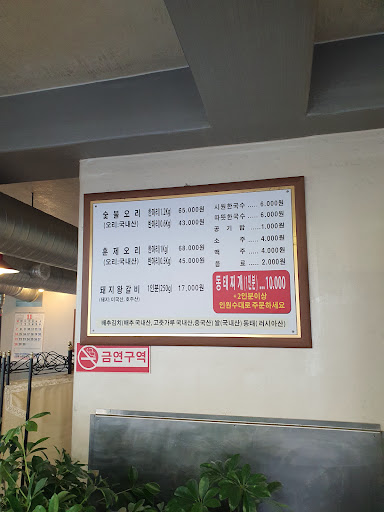 숯불오리 한마리(1.2Kg) 65,000원
(오리:국내산) 반마리(0.6Kg) 43,000원
훈제오리 한마리(1Kg) 68,000원
(오리:국내산) 반마리(0.5Kg) 45,000원
돼지왕갈비 1인분(250g) 17,000원
(돼지:미국산, 호주산)
시원한국수 ..... 6,000원
따뜻한국수 ..... 6,000원
공기밥 ..... 1,000원
소주 ..... 4,000원
맥주 ..... 4,000원
음료 ..... 2,000원
동태찌개(1인분) .... 10,000
*2인분이상
인원수대로 주문하세요
배추김치(배추:국내산, 고춧가루:국내산,중국산) 쌀(국내산) 동태(러시아산)
금연구역